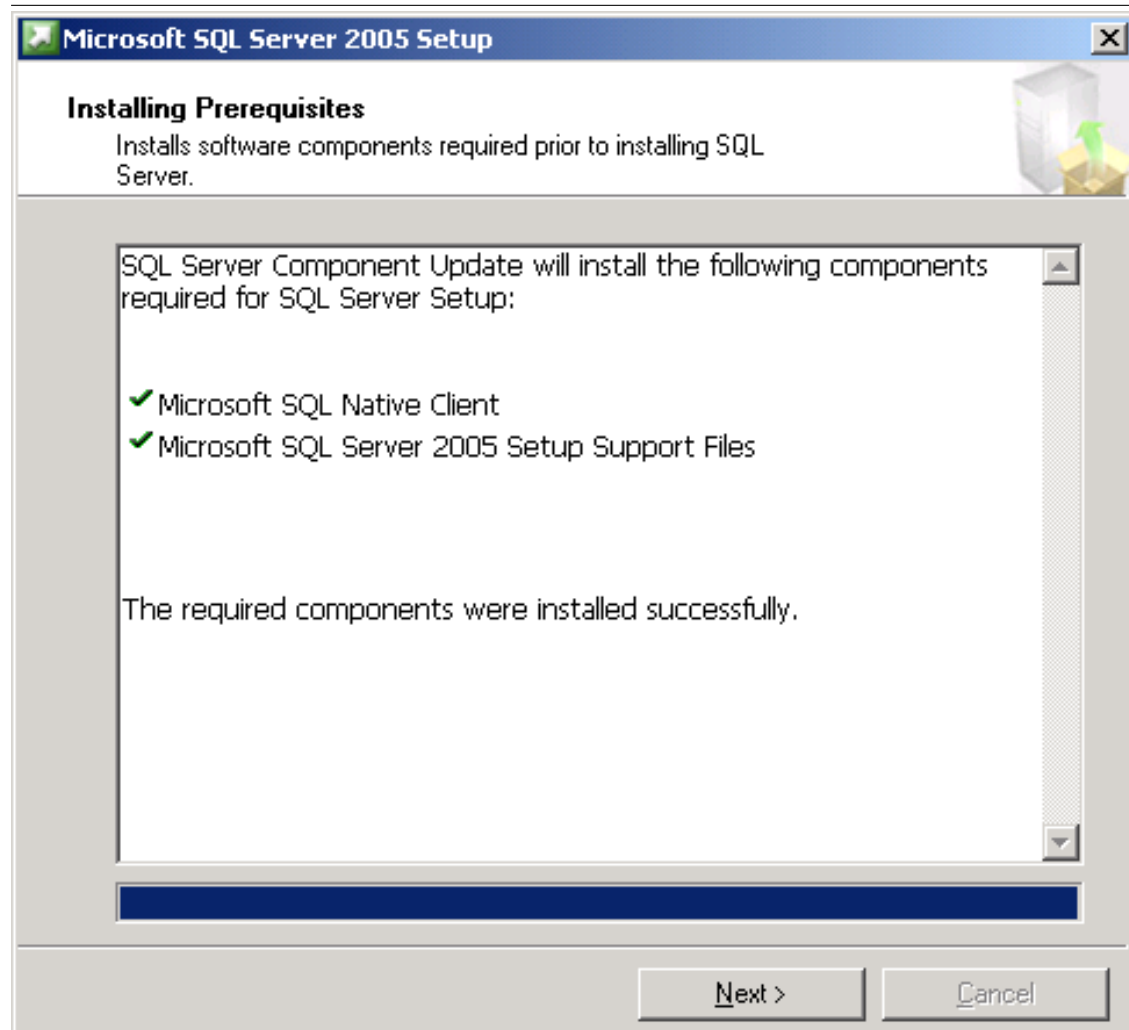 Microsoft SQL Server 2005 Setup
Installing Prerequisites
Installs software components required prior to installing SQL
Server.
SQL Server Component Update will install the following components
required for SQL Server Setup:
Microsoft SQL Native Client
Microsoft SQL Server 2005 Setup Support Files
The required components were installed successfully.
Next >
Cancel